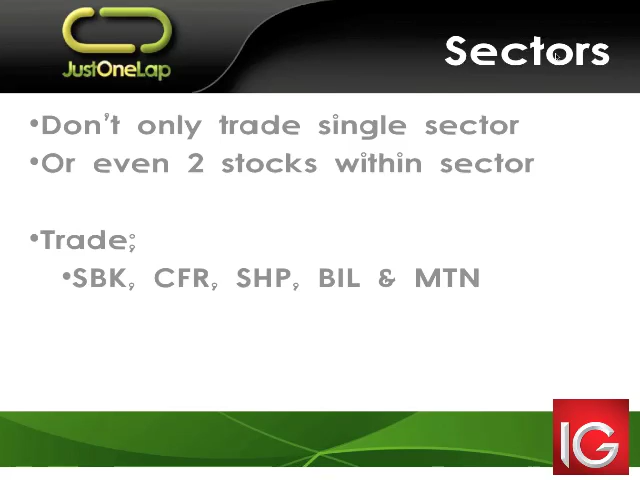 JustOneLap
Sectors
•Don't only trade single sector
•Or even 2 stocks within sector
•Trade;
•SBK, CFR, SHP, BIL & MTN
IG